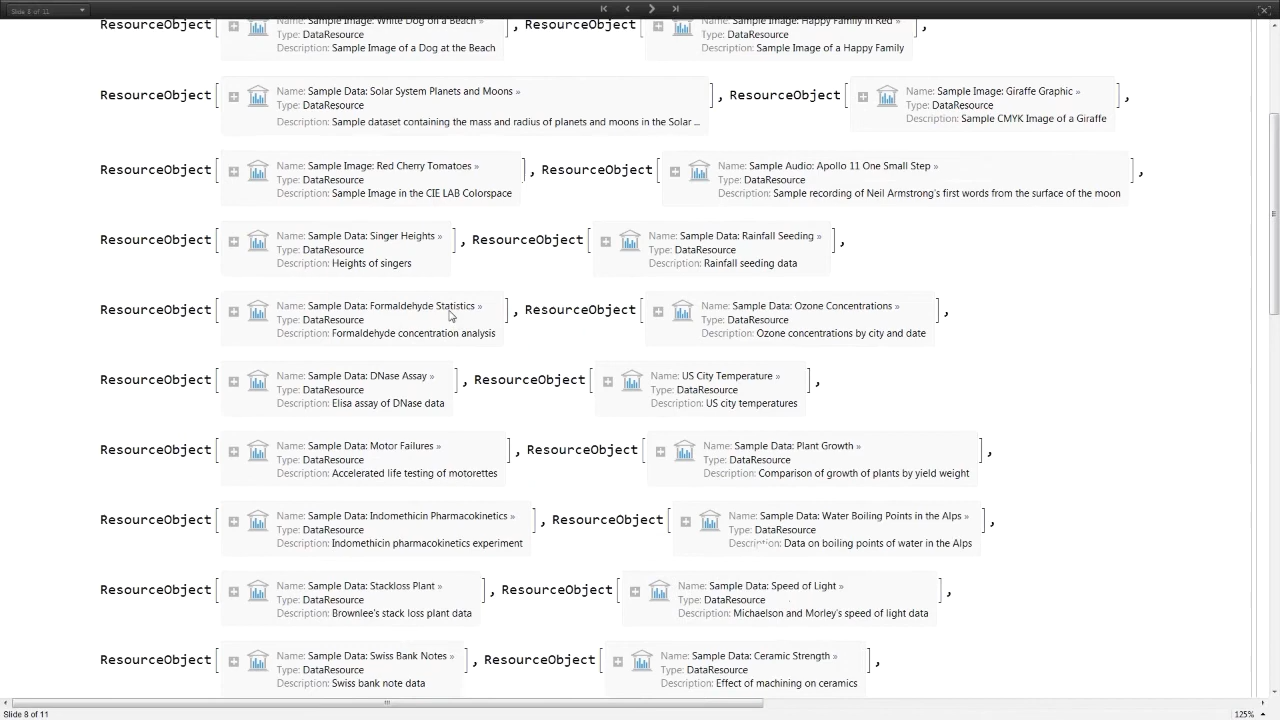 Slide 8 of 11
Name: Sample Image: White Dog on a Beach » Name: Sample Image: Happy Family in Red »
ResourceObject[ Type: DataResource ], ResourceObject[ Type: DataResource ],
Description: Sample Image of a Dog at the Beach Description: Sample Image of a Happy Family
Name: Sample Data: Solar System Planets and Moons » Name: Sample Image: Giraffe Graphic »
ResourceObject[ Type: DataResource ], ResourceObject[ Type: DataResource ],
Description: Sample dataset containing the mass and radius of planets and moons in the Solar ... Description: Sample CMYK Image of a Giraffe
Name: Sample Image: Red Cherry Tomatoes » Name: Sample Audio: Apollo 11 One Small Step »
ResourceObject[ Type: DataResource ], ResourceObject[ Type: DataResource ],
Description: Sample Image in the CIE LAB Colorspace Description: Sample recording of Neil Armstrong's first words from the surface of the moon
Name: Sample Data: Singer Heights » Name: Sample Data: Rainfall Seeding »
ResourceObject[ Type: DataResource ], ResourceObject[ Type: DataResource ],
Description: Heights of singers Description: Rainfall seeding data
Name: Sample Data: Formaldehyde Statistics » Name: Sample Data: Ozone Concentrations »
ResourceObject[ Type: DataResource ], ResourceObject[ Type: DataResource ],
Description: Formaldehyde concentration analysis Description: Ozone concentrations by city and date
Name: Sample Data: DNase Assay » Name: US City Temperature »
ResourceObject[ Type: DataResource ], ResourceObject[ Type: DataResource ],
Description: Elisa assay of DNase data Description: US city temperatures
Name: Sample Data: Motor Failures » Name: Sample Data: Plant Growth »
ResourceObject[ Type: DataResource ], ResourceObject[ Type: DataResource ],
Description: Accelerated life testing of motorettes Description: Comparison of growth of plants by yield weight
Name: Sample Data: Indomethicin Pharmacokinetics » Name: Sample Data: Water Boiling Points in the Alps »
ResourceObject[ Type: DataResource ], ResourceObject[ Type: DataResource ],
Description: Indomethicin pharmacokinetics experiment Description: Data on boiling points of water in the Alps
Name: Sample Data: Stackloss Plant » Name: Sample Data: Speed of Light »
ResourceObject[ Type: DataResource ], ResourceObject[ Type: DataResource ],
Description: Brownlee's stack loss plant data Description: Michaelson and Morley's speed of light data
Name: Sample Data: Swiss Bank Notes » Name: Sample Data: Ceramic Strength »
ResourceObject[ Type: DataResource ], ResourceObject[ Type: DataResource ],
Description: Swiss bank note data Description: Effect of machining on ceramics
Slide 8 of 11 125%